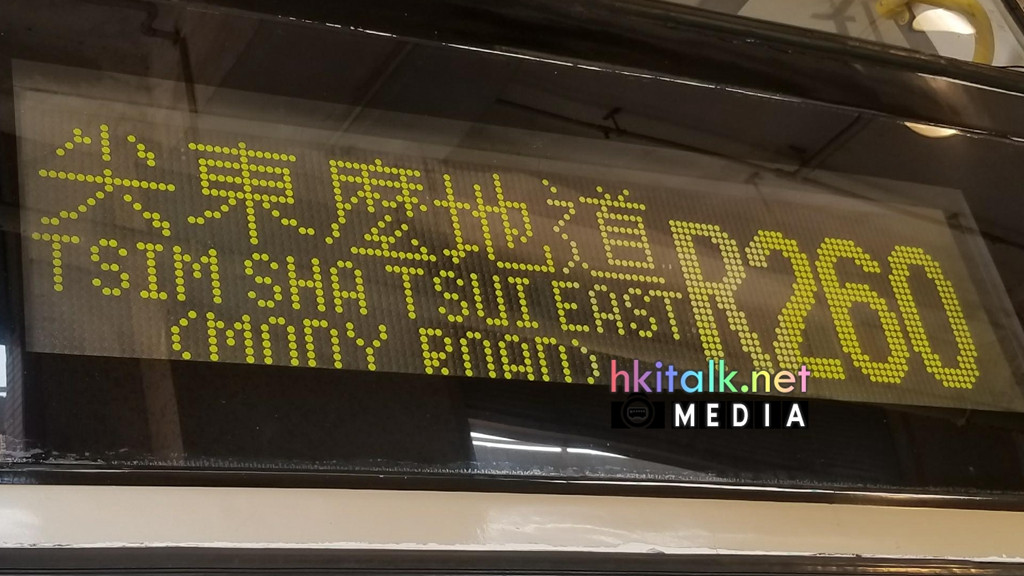 尖東麼地道
TSIM SHA TSUI EAST
(MODY ROAD)
R260
hkitalk.net
MEDIA